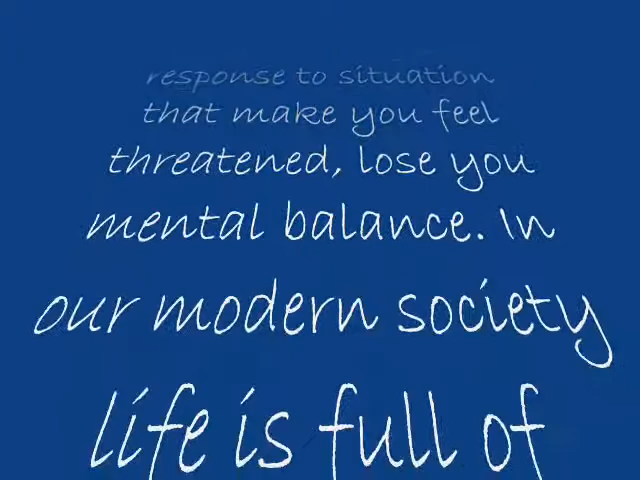 response to situation
that make you feel
threatened, lose you
mental balance. In
our modern society
life is full of